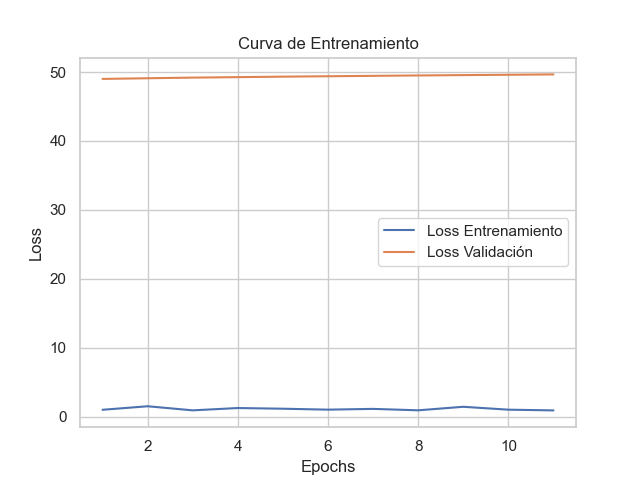 Curva de Entrenamiento
50
40
30
20
10
0
Loss
Loss Entrenamiento
Loss Validación
2 4 6 8 10
Epochs